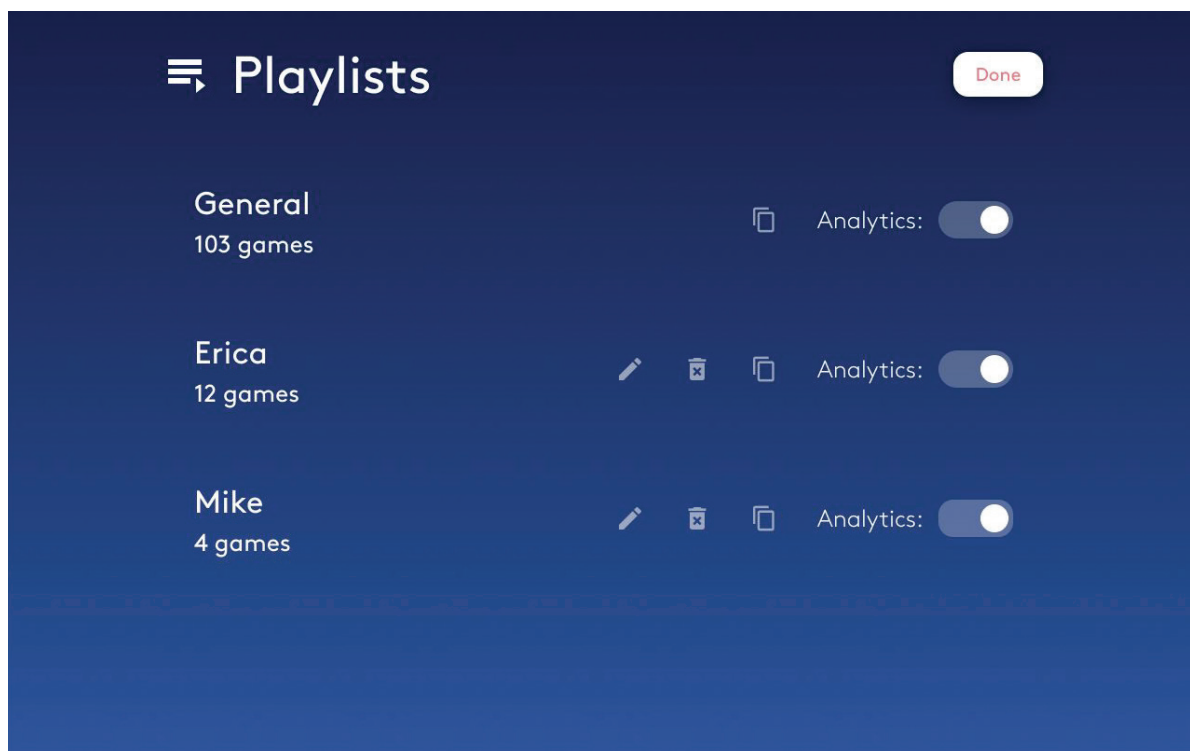 Playlists
Done
General
103 games
Analytics:
Erica
12 games
Analytics:
Mike
4 games
Analytics: